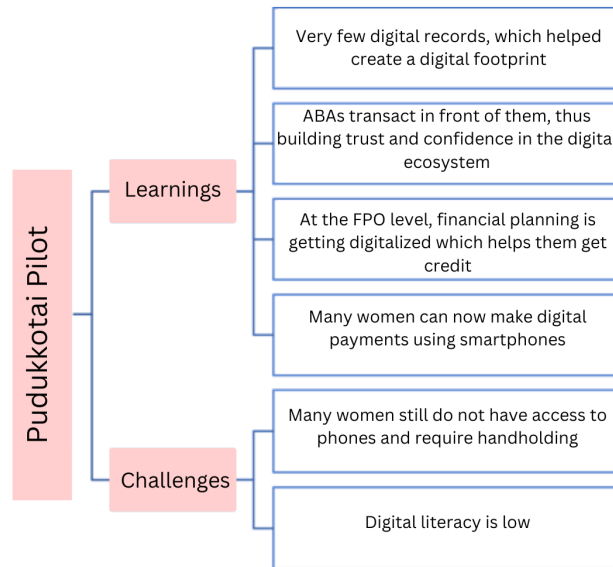 Pudukkotai Pilot
Learnings
Very few digital records, which helped
create a digital footprint
ABAs transact in front of them, thus
building trust and confidence in the digital
ecosystem
At the FPO level, financial planning is
getting digitalized which helps them get
credit
Many women can now make digital
payments using smartphones
Challenges
Many women still do not have access to
phones and require handholding
Digital literacy is low